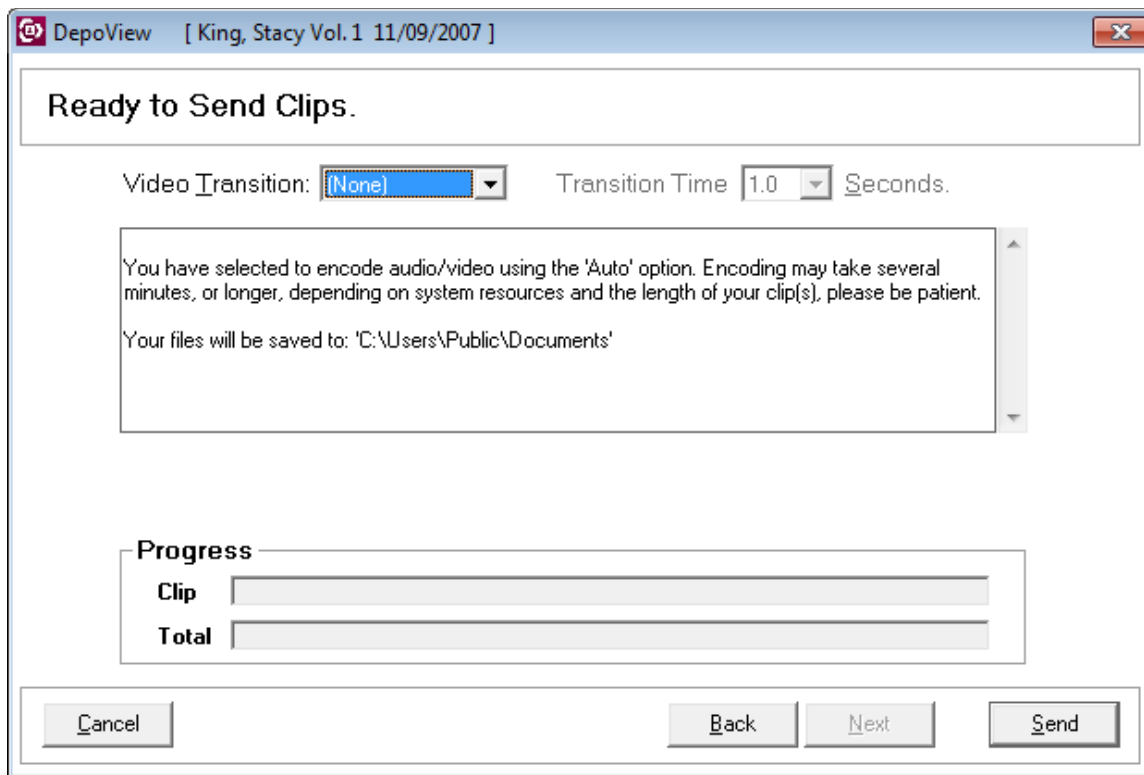 DepoView [ King, Stacy Vol. 1 11/09/2007 ]
Ready to Send Clips.
Video Transition: (None) Transition Time 1.0 Seconds.
You have selected to encode audio/video using the 'Auto' option. Encoding may take several
minutes, or longer, depending on system resources and the length of your clip(s), please be patient.
Your files will be saved to: 'C:\Users\Public\Documents'
Progress
Clip
Total
Cancel Back Next Send